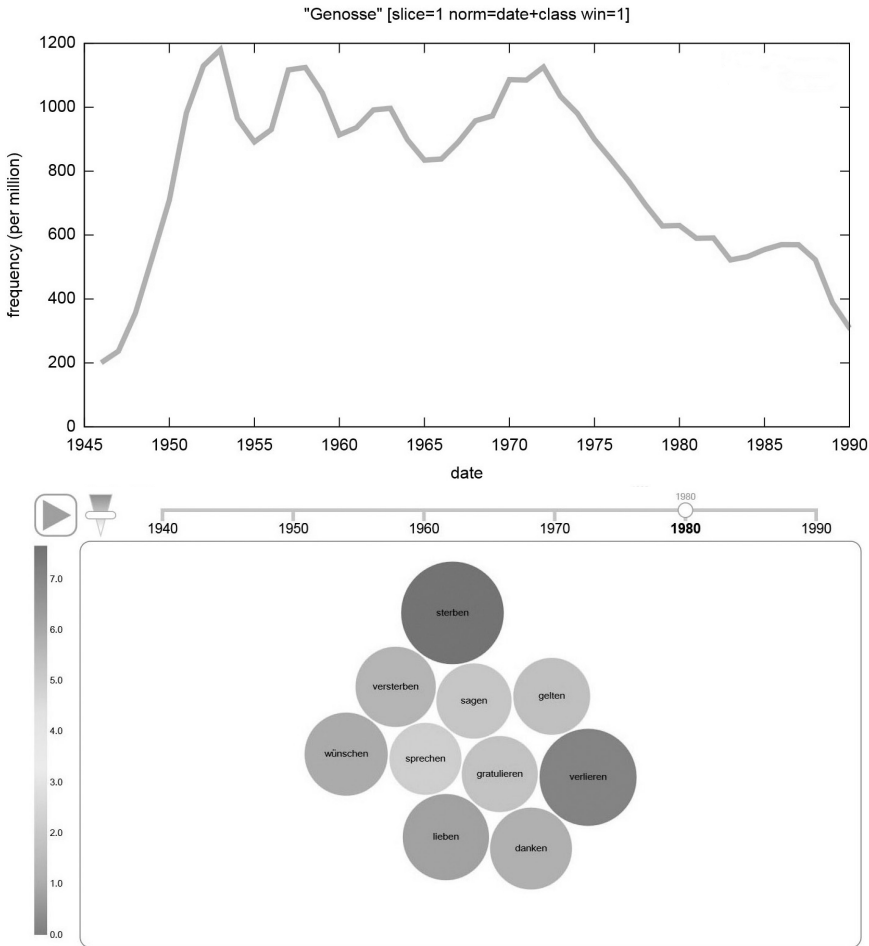 "Genosse" [slice=1 norm=date+class win=1]
1200
1000
800
600
400
200
0
frequency (per million)
1945 1950 1955 1960 1965 1970 1975 1980 1985 1990
date
1980
1940 1950 1960 1970 1980 1990
7.0
6.0
5.0
4.0
3.0
2.0
1.0
0.0
sterben
versterben
sagen
gelten
wünschen
sprechen
gratulieren
verlieren
lieben
danken